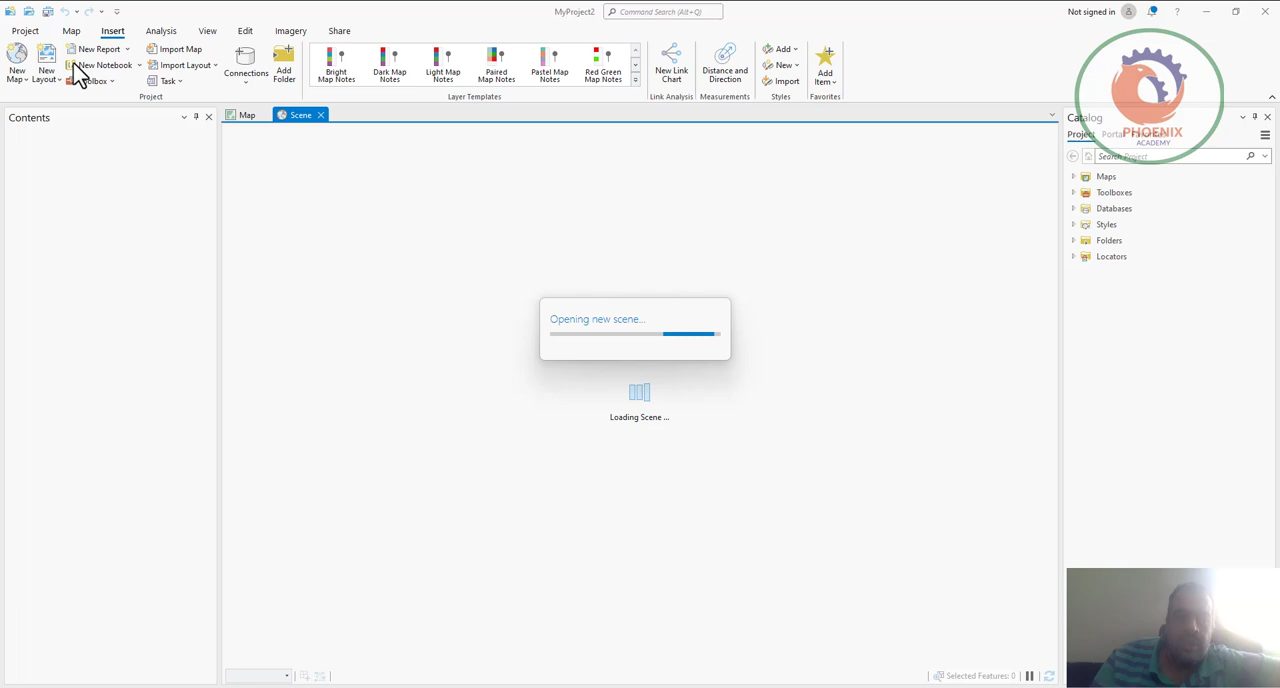 MyProject2
Command Search (Alt+Q)
Not signed in
Project
Map
Insert
Analysis
View
Edit
Imagery
Share
New Map
New Layout
New Report
New Notebook
Import Map
Import Layout
Task
Connections
Add Folder
Bright Map Notes
Dark Map Notes
Light Map Notes
Paired Map Notes
Pastel Map Notes
Red Green Map Notes
New Link Chart
Distance and Direction
Add
New
Import
Add Item
Project
Layer Templates
Link Analysis
Measurements
Styles
Favorites
Contents
Map
Scene
Opening new scene...
Loading Scene ...
Selected Features: 0
Catalog
Project
Portal
Search Project
Maps
Toolboxes
Databases
Styles
Folders
Locators
PHOENIX
ACADEMY